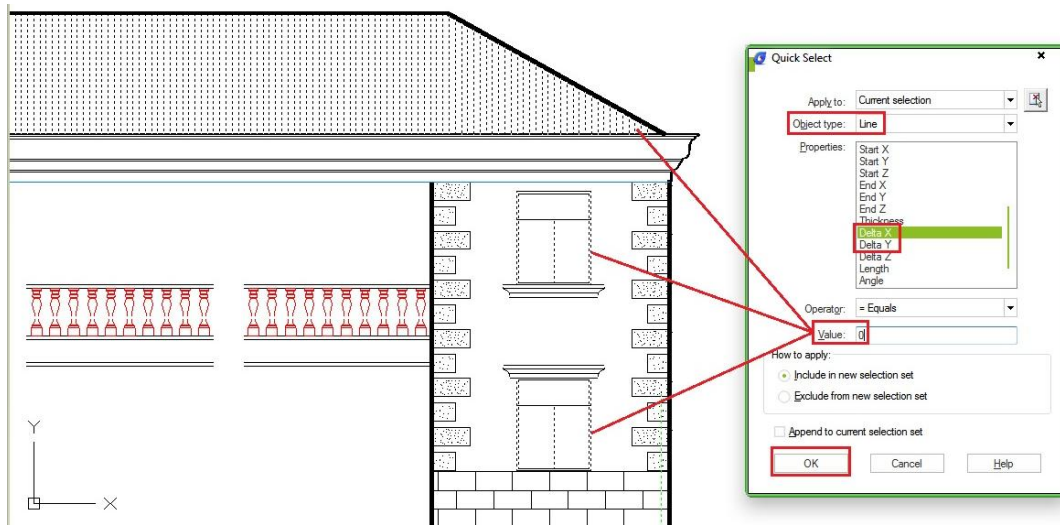 Quick Select
Apply to: Current selection
Object type: Line
Properties:
Start X
Start Y
Start Z
End X
End Y
End Z
Thickness
Delta X
Delta Y
Delta Z
Length
Angle
Operator: = Equals
Value: 0
How to apply:
Include in new selection set
Exclude from new selection set
Append to current selection set
OK Cancel Help
Y
X